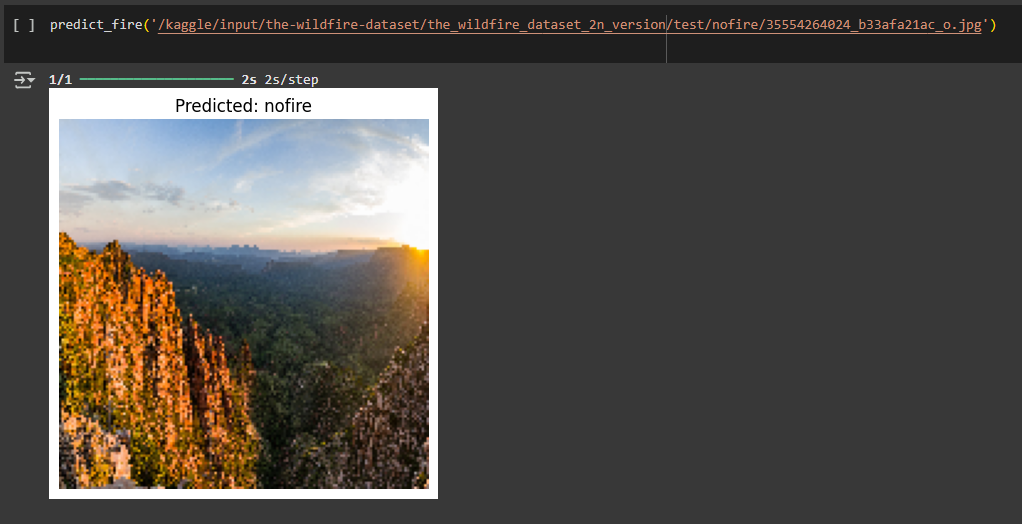 [ ] predict_fire('/kaggle/input/the-wildfire-dataset/the_wildfire_dataset_2n_version/test/nofire/35554264024_b33afa21ac_o.jpg')
1/1 ━━━━━━━━━━━━━━━━━━━━ 2s 2s/step
Predicted: nofire